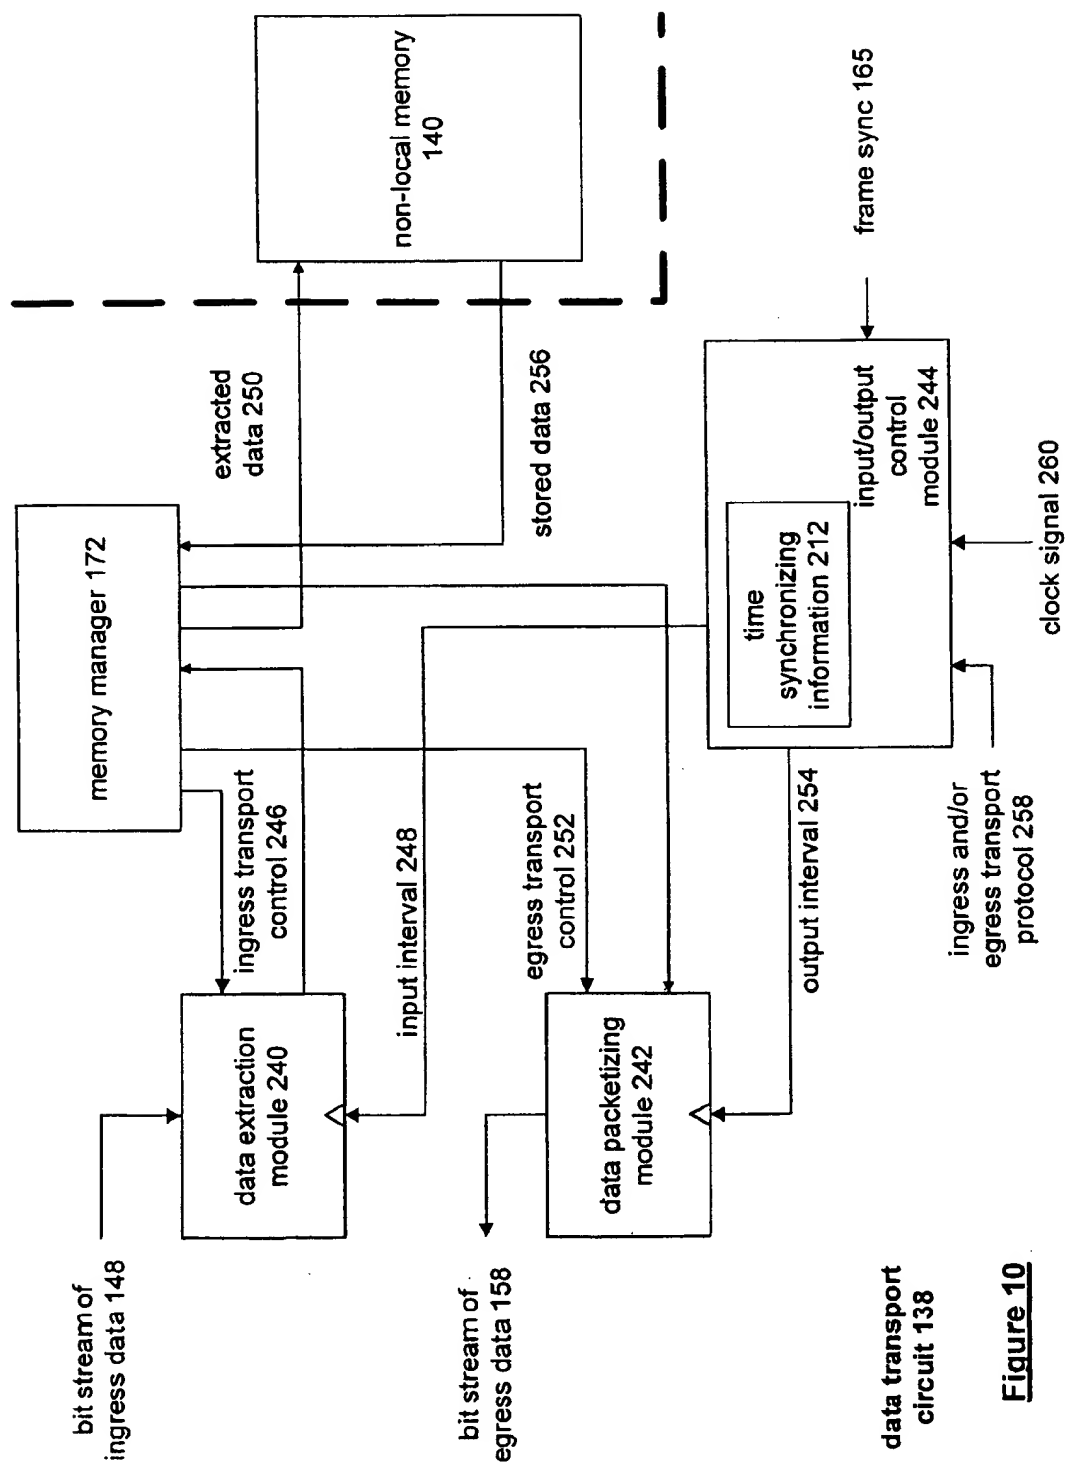 bit stream of
ingress data 148
data extraction
module 240
ingress transport
control 246
memory manager 172
extracted
data 250
non-local memory
140
input interval 248
stored data 256
bit stream of
egress data 158
data packetizing
module 242
egress transport
control 252
output interval 254
time
synchronizing
information 212
input/output
control
module 244
frame sync 165
ingress and/or
egress transport
protocol 258
clock signal 260
data transport
circuit 138
Figure 10